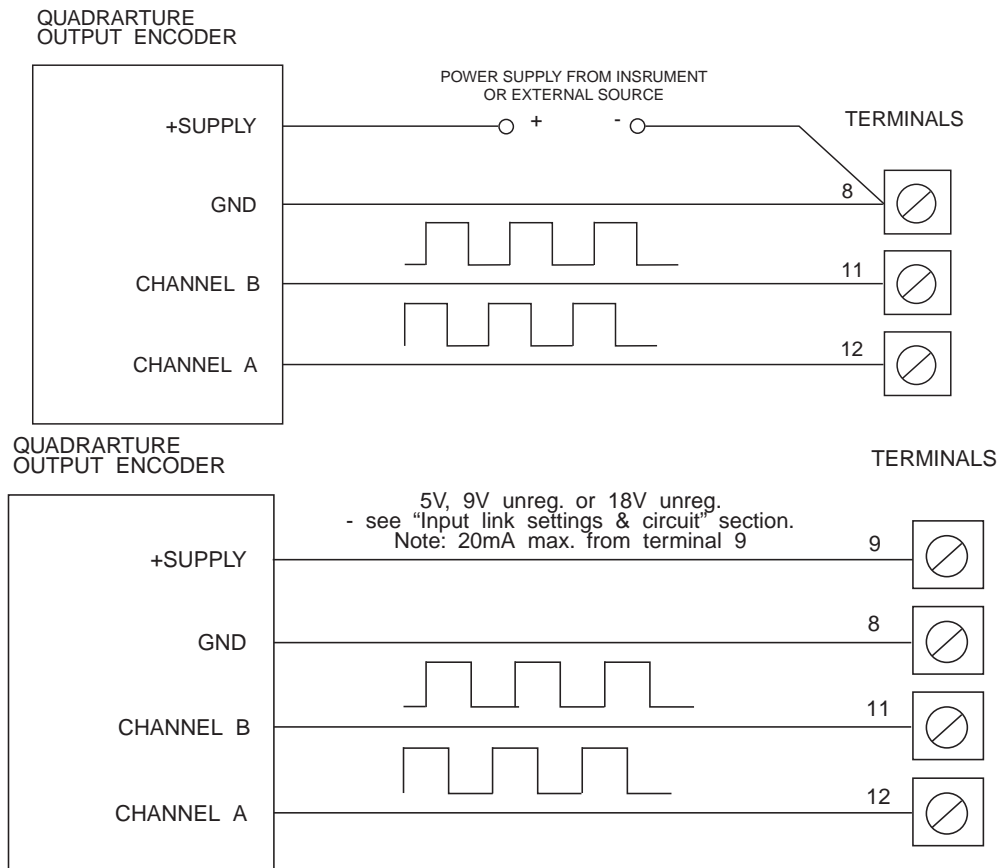 QUADRARTURE
OUTPUT ENCODER
POWER SUPPLY FROM INSRUMENT
OR EXTERNAL SOURCE
+SUPPLY
+ -
TERMINALS
GND
8
CHANNEL B
11
CHANNEL A
12
QUADRARTURE
OUTPUT ENCODER
TERMINALS
5V, 9V unreg. or 18V unreg.
- see “Input link settings & circuit” section.
Note: 20mA max. from terminal 9
+SUPPLY
9
GND
8
CHANNEL B
11
CHANNEL A
12